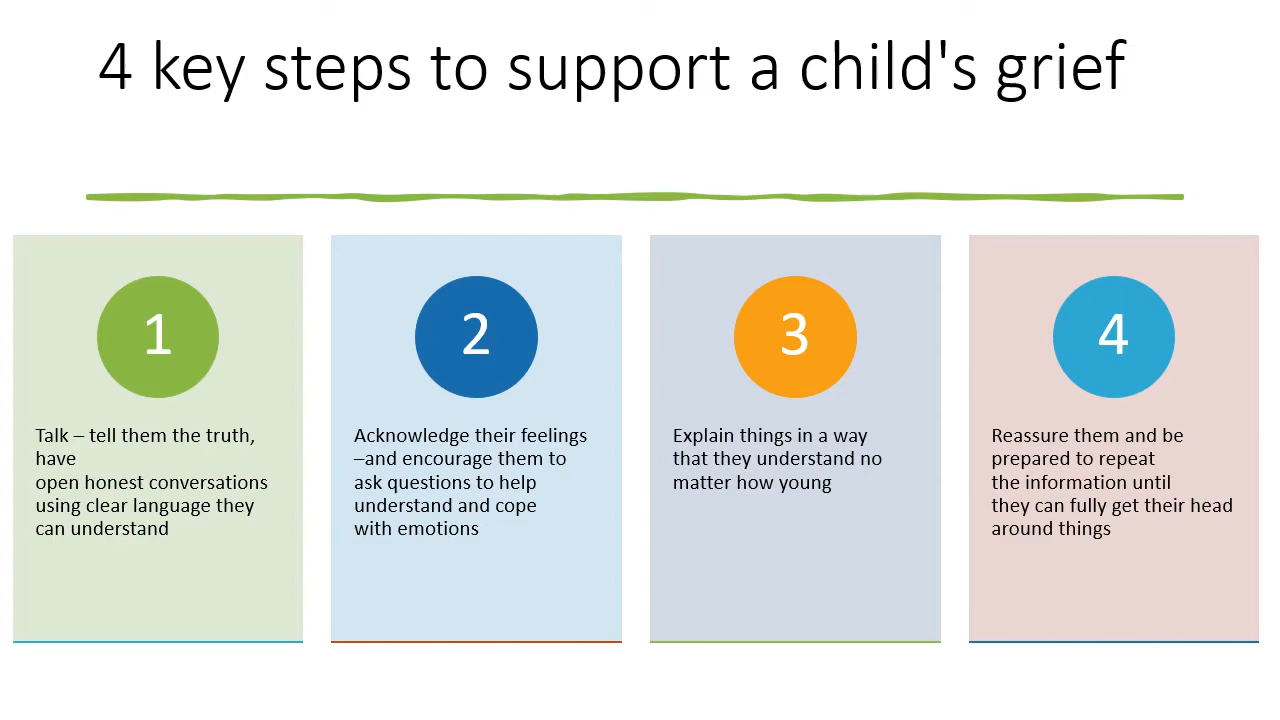 4 key steps to support a child's grief
1
Talk – tell them the truth,
have
open honest conversations
using clear language they
can understand
2
Acknowledge their feelings
–and encourage them to
ask questions to help
understand and cope
with emotions
3
Explain things in a way
that they understand no
matter how young
4
Reassure them and be
prepared to repeat
the information until
they can fully get their head
around things